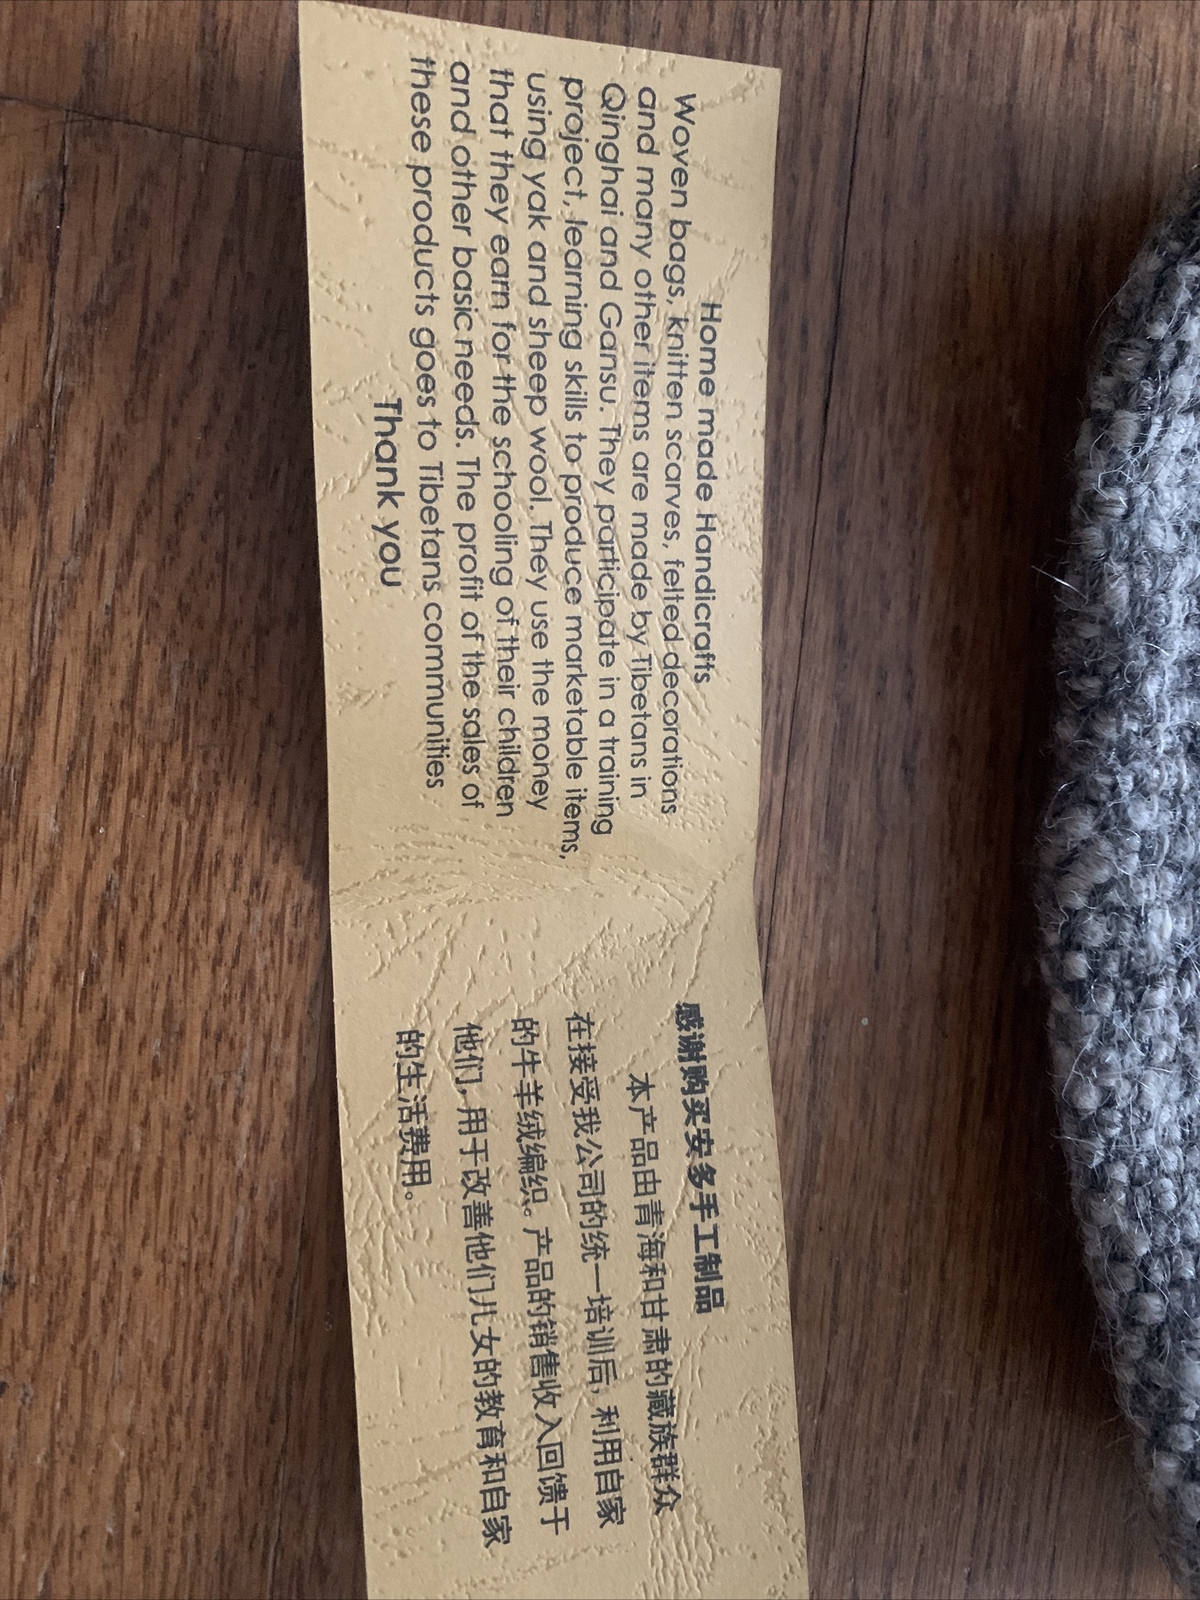 Home made Handicrafts
Woven bags, knitten scarves, felted decorations
and many other items are made by Tibetans in
Qinghai and Gansu. They participate in a training
project, learning skills to produce marketable items,
using yak and sheep wool. They use the money
that they earn for the schooling of their children
and other basic needs. The profit of the sales of
these products goes to Tibetans communities
Thank you
感谢购买安多手工制品
本产品由青海和甘肃的藏族群众
在接受我公司的统一培训后, 利用自家
的牛羊绒编织。产品的销售收入回馈于
他们, 用于改善他们儿女的教育和自家
的生活费用。